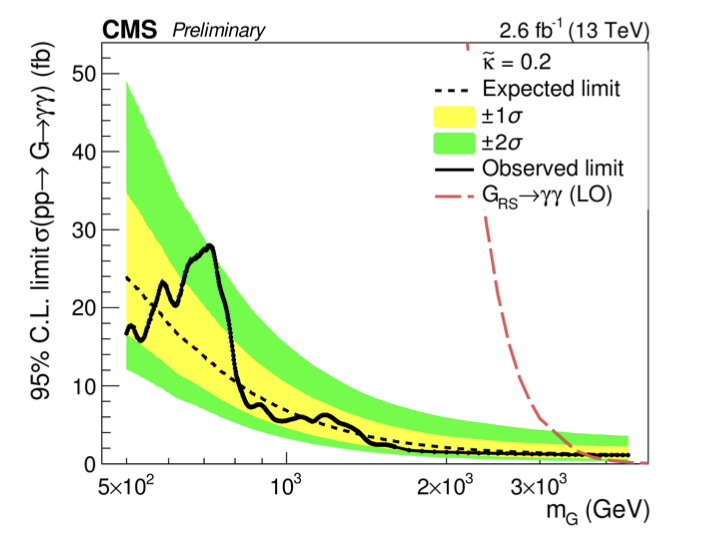 CMS Preliminary 2.6 fb⁻¹ (13 TeV)
κ̃ = 0.2
Expected limit
±1σ
±2σ
Observed limit
G_RS→γγ (LO)
95% C.L. limit σ(pp→ G→γγ) (fb)
50
40
30
20
10
0
5×10² 10³ 2×10³ 3×10³
m_G (GeV)